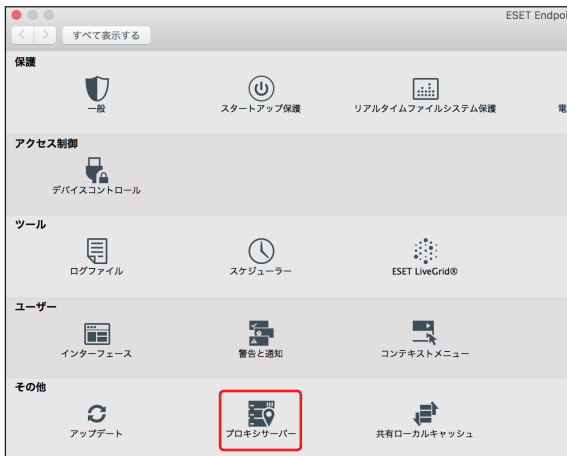 ESET Endpoi
すべて表示する
保護
一般
スタートアップ保護
リアルタイムファイルシステム保護
電
アクセス制御
デバイスコントロール
ツール
ログファイル
スケジューラー
ESET LiveGrid®
ユーザー
インターフェース
警告と通知
コンテキストメニュー
その他
アップデート
プロキシサーバー
共有ローカルキャッシュ